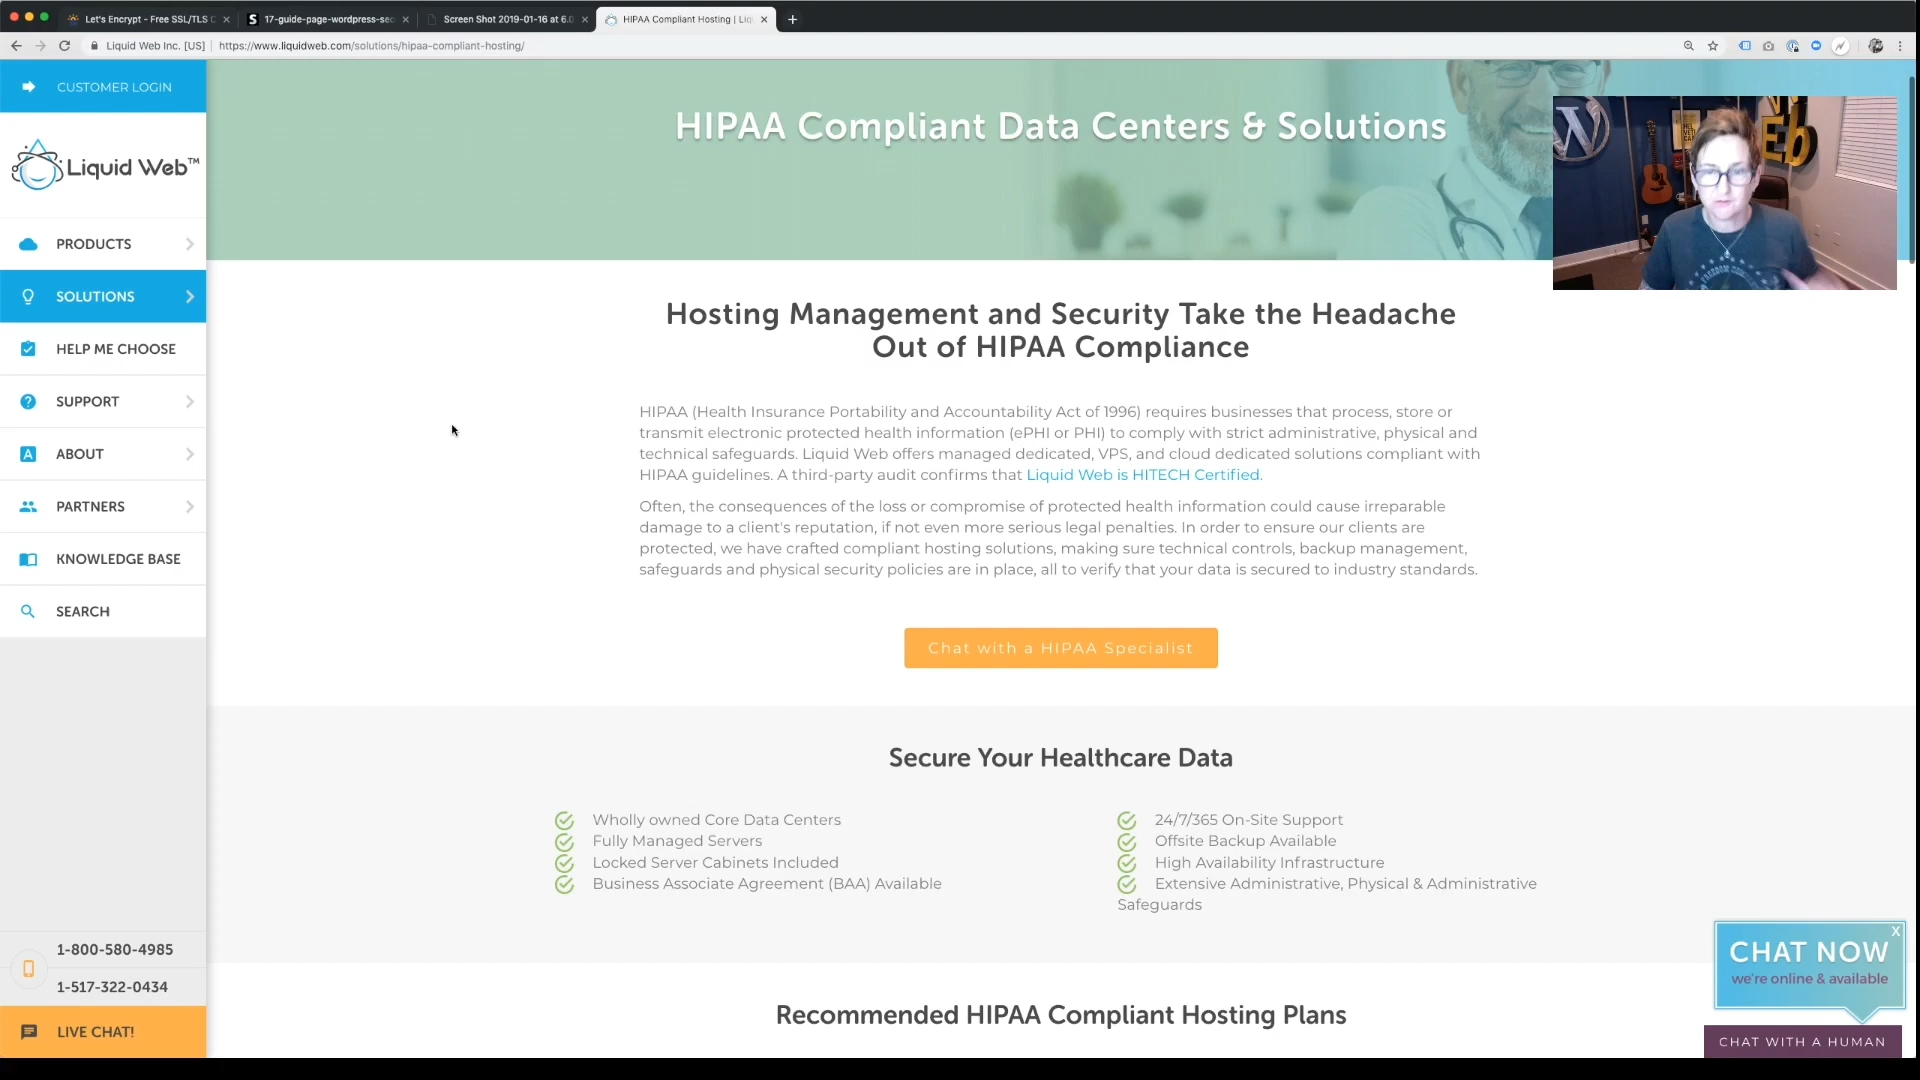 Let's Encrypt - Free SSL/TLS C
17-guide-page-wordpress-sec
Screen Shot 2019-01-16 at 6.0
HIPAA Compliant Hosting | Liq
Liquid Web Inc. [US]
https://www.liquidweb.com/solutions/hipaa-compliant-hosting/
CUSTOMER LOGIN
Liquid Web™
PRODUCTS
SOLUTIONS
HELP ME CHOOSE
SUPPORT
ABOUT
PARTNERS
KNOWLEDGE BASE
SEARCH
1-800-580-4985
1-517-322-0434
LIVE CHAT!
HIPAA Compliant Data Centers & Solutions
Hosting Management and Security Take the Headache
Out of HIPAA Compliance
HIPAA (Health Insurance Portability and Accountability Act of 1996) requires businesses that process, store or
transmit electronic protected health information (ePHI or PHI) to comply with strict administrative, physical and
technical safeguards. Liquid Web offers managed dedicated, VPS, and cloud dedicated solutions compliant with
HIPAA guidelines. A third-party audit confirms that Liquid Web is HITECH Certified.
Often, the consequences of the loss or compromise of protected health information could cause irreparable
damage to a client's reputation, if not even more serious legal penalties. In order to ensure our clients are
protected, we have crafted compliant hosting solutions, making sure technical controls, backup management,
safeguards and physical security policies are in place, all to verify that your data is secured to industry standards.
Chat with a HIPAA Specialist
Secure Your Healthcare Data
Wholly owned Core Data Centers
Fully Managed Servers
Locked Server Cabinets Included
Business Associate Agreement (BAA) Available
24/7/365 On-Site Support
Offsite Backup Available
High Availability Infrastructure
Extensive Administrative, Physical & Administrative
Safeguards
Recommended HIPAA Compliant Hosting Plans
X
CHAT NOW
we're online & available
CHAT WITH A HUMAN